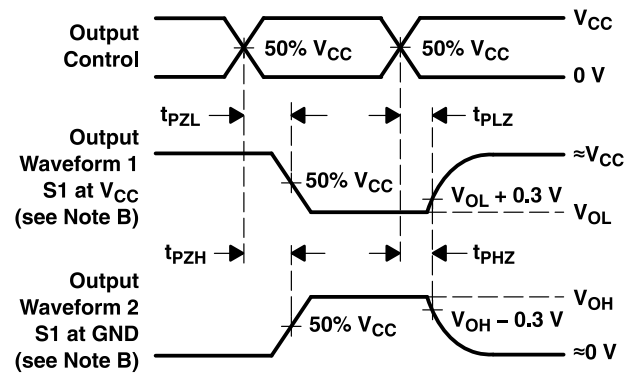 Output
Control
50% VCC
50% VCC
VCC
0 V
tPZL
tPLZ
Output
Waveform 1
S1 at VCC
(see Note B)
50% VCC
≈VCC
VOL + 0.3 V
VOL
tPZH
tPHZ
Output
Waveform 2
S1 at GND
(see Note B)
50% VCC
VOH
VOH − 0.3 V
≈0 V